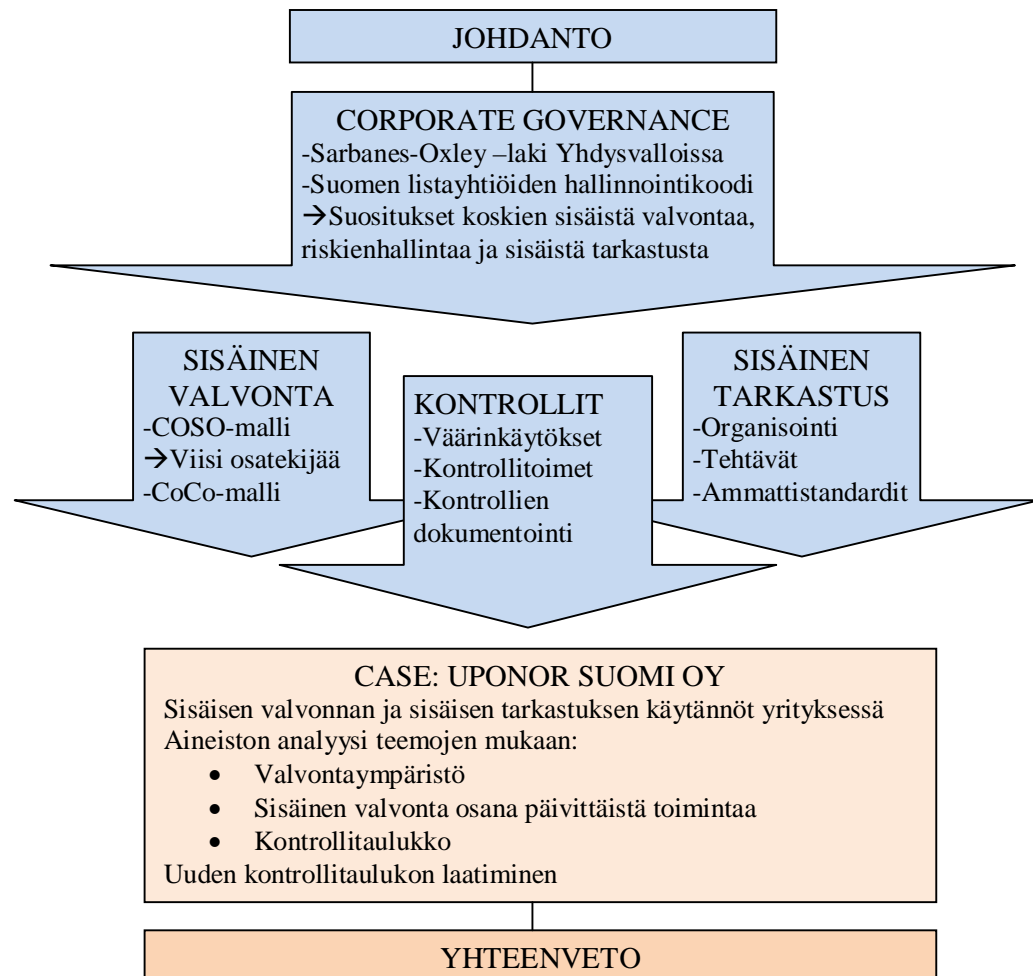 JOHDANTO
CORPORATE GOVERNANCE
-Sarbanes-Oxley –laki Yhdysvalloissa
-Suomen listayhtiöiden hallinnointikoodi
→Suositukset koskien sisäistä valvontaa,
riskienhallintaa ja sisäistä tarkastusta
SISÄINEN
VALVONTA
-COSO-malli
→Viisi osatekijää
-CoCo-malli
KONTROLLIT
-Väärinkäytökset
-Kontrollitoimet
-Kontrollien
dokumentointi
SISÄINEN
TARKASTUS
-Organisointi
-Tehtävät
-Ammattistandardit
CASE: UPONOR SUOMI OY
Sisäisen valvonnan ja sisäisen tarkastuksen käytännöt yrityksessä
Aineiston analyysi teemojen mukaan:
• Valvontaympäristö
• Sisäinen valvonta osana päivittäistä toimintaa
• Kontrollitaulukko
Uuden kontrollitaulukon laatiminen
YHTEENVETO